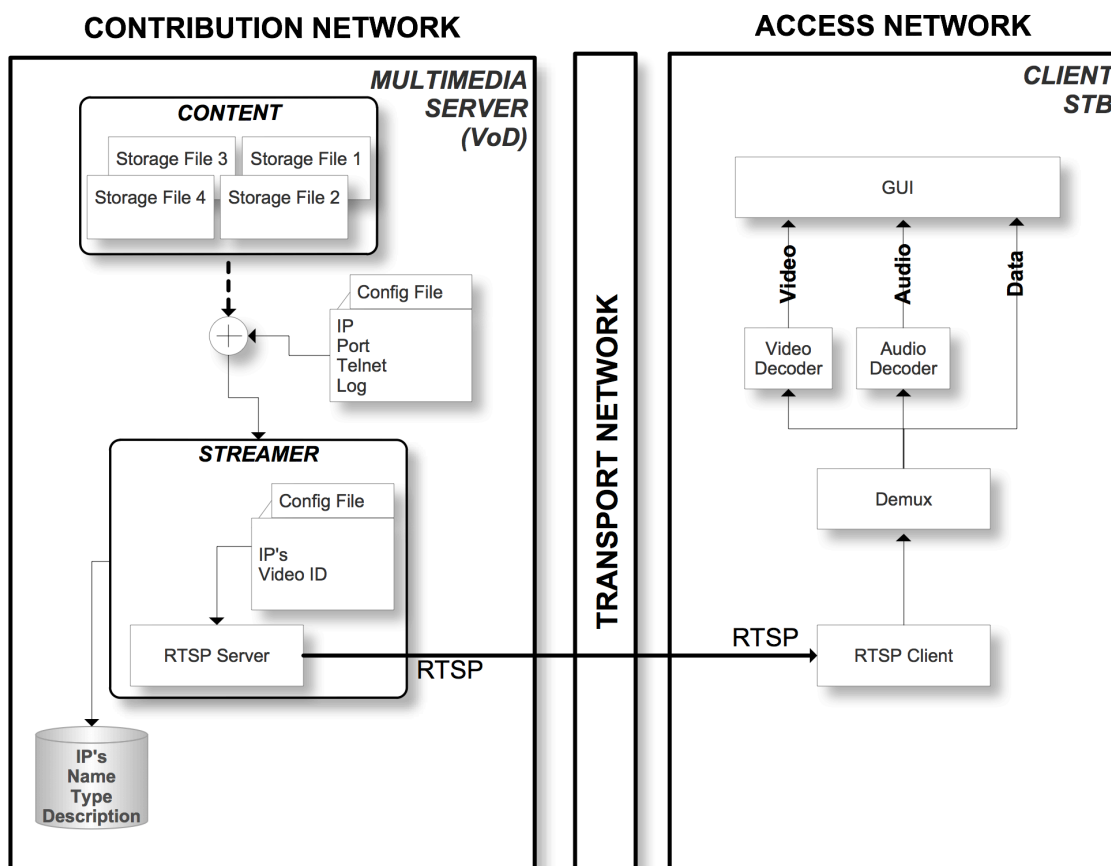 CONTRIBUTION NETWORK
ACCESS NETWORK
MULTIMEDIA
SERVER
(VoD)
CONTENT
Storage File 3
Storage File 1
Storage File 4
Storage File 2
Config File
IP
Port
Telnet
Log
STREAMER
Config File
IP's
Video ID
RTSP Server
RTSP
IP's
Name
Type
Description
TRANSPORT NETWORK
CLIENT
STB
GUI
Video
Audio
Data
Video
Decoder
Audio
Decoder
Demux
RTSP
RTSP Client